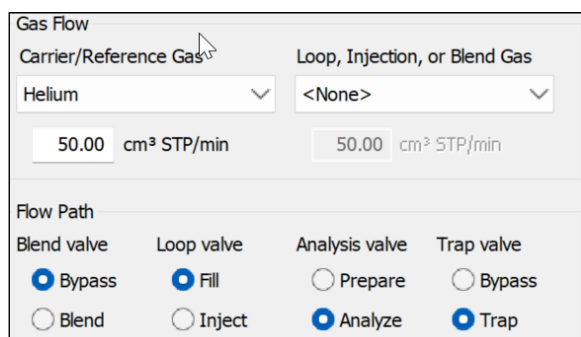 Gas Flow
Carrier/Reference Gas Loop, Injection, or Blend Gas
Helium <None>
50.00 cm³ STP/min 50.00 cm³ STP/min
Flow Path
Blend valve Loop valve Analysis valve Trap valve
Bypass Fill Prepare Bypass
Blend Inject Analyze Trap